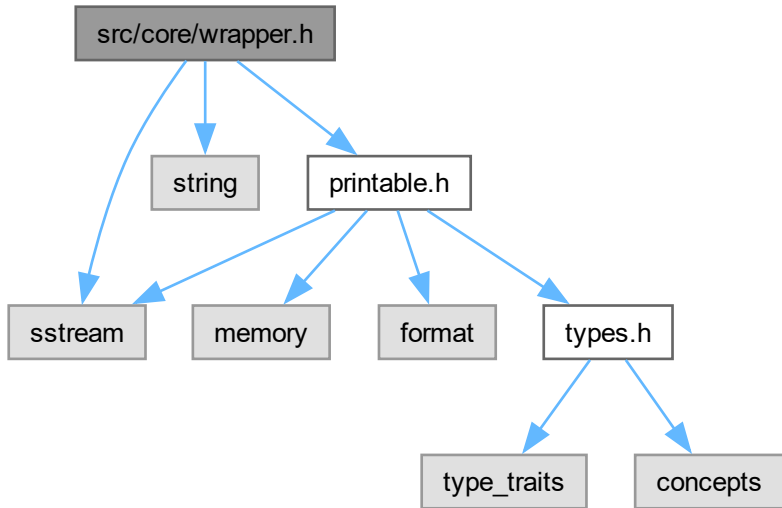 src/core/wrapper.h
string
printable.h
sstream
memory
format
types.h
type_traits
concepts